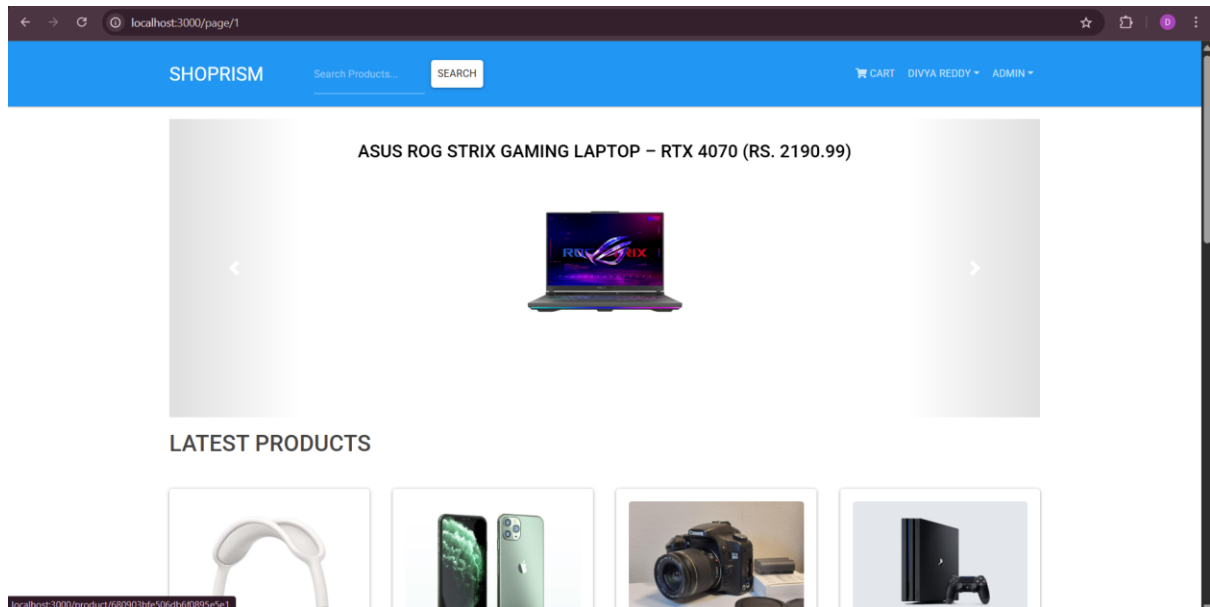 localhost:3000/page/1
D
SHOPRISM
Search Products...
SEARCH
CART DIVYA REDDY ADMIN
ASUS ROG STRIX GAMING LAPTOP – RTX 4070 (RS. 2190.99)
LATEST PRODUCTS
Canon
localhost:3000/product/680903bfe506db6f0895e5e1